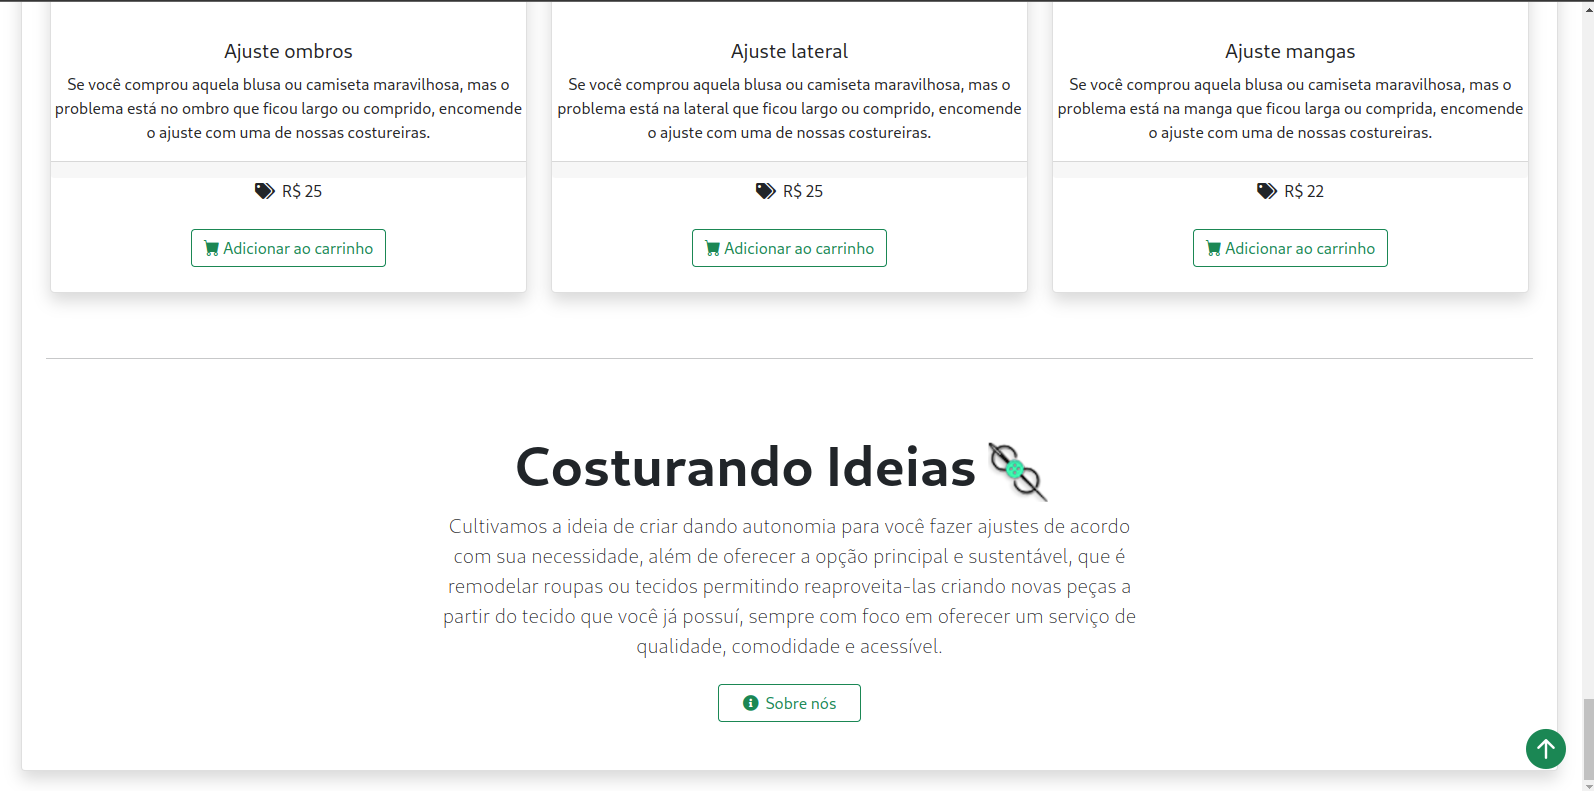 Ajuste ombros
Se você comprou aquela blusa ou camiseta maravilhosa, mas o
problema está no ombro que ficou largo ou comprido, encomende
o ajuste com uma de nossas costureiras.
R$ 25
Adicionar ao carrinho
Ajuste lateral
Se você comprou aquela blusa ou camiseta maravilhosa, mas o
problema está na lateral que ficou largo ou comprido, encomende
o ajuste com uma de nossas costureiras.
R$ 25
Adicionar ao carrinho
Ajuste mangas
Se você comprou aquela blusa ou camiseta maravilhosa, mas o
problema está na manga que ficou larga ou comprida, encomende
o ajuste com uma de nossas costureiras.
R$ 22
Adicionar ao carrinho
Costurando Ideias
Cultivamos a ideia de criar dando autonomia para você fazer ajustes de acordo
com sua necessidade, além de oferecer a opção principal e sustentável, que é
remodelar roupas ou tecidos permitindo reaproveita-las criando novas peças a
partir do tecido que você já possuí, sempre com foco em oferecer um serviço de
qualidade, comodidade e acessível.
Sobre nós